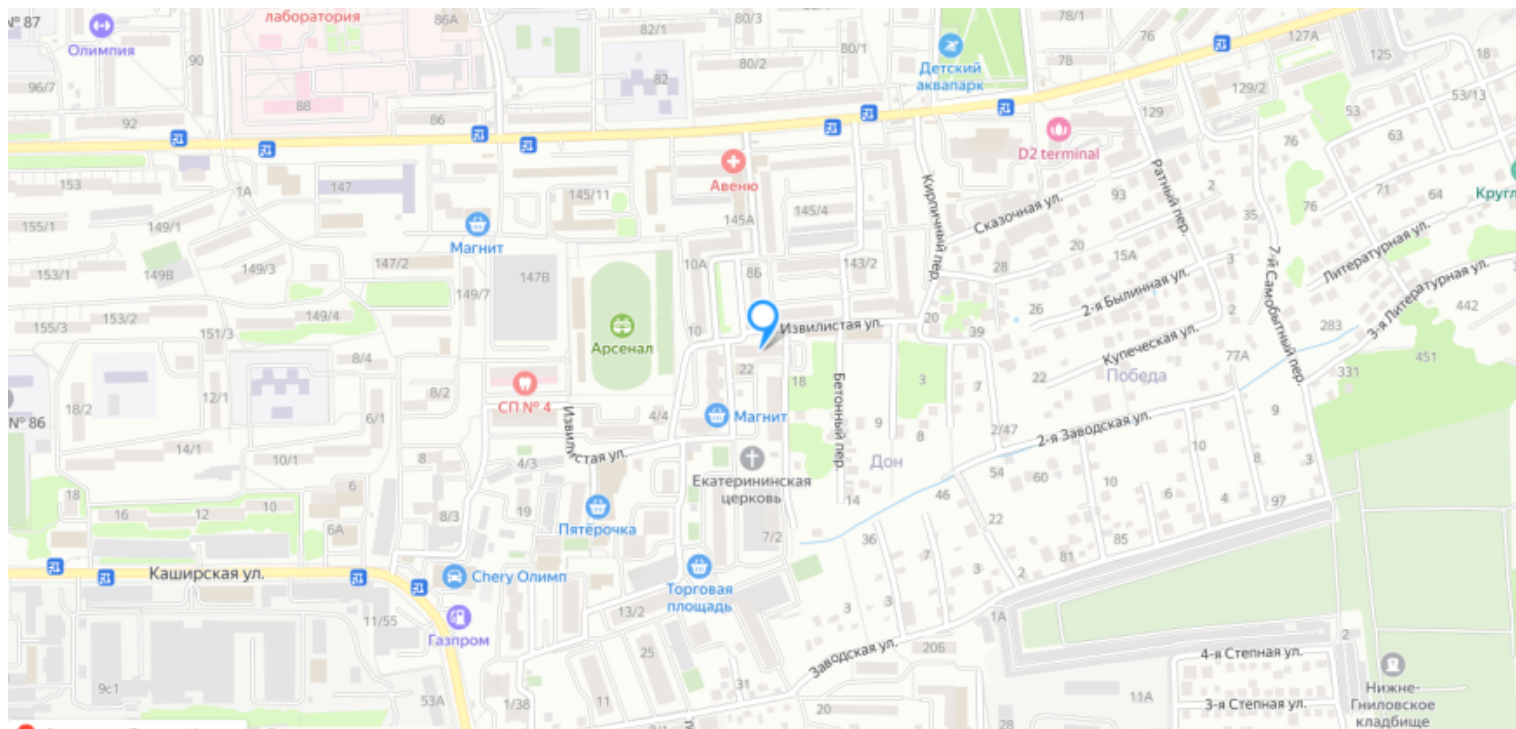 № 87
Олимпия
96/7
90
92
лаборатория
86А
88
86
82/1
82
80/3
80/2
80/1
Детский
аквапарк
78/1
78
76
127А
125
18
129/2
129
53
53/13
63
D2 terminal
Авеню
153
1А
147
145/11
145А
145/4
Кирпичный пер.
Сказочная ул.
93
Ратный пер.
2
76
35
76
71
64
155/1
149/1
Магнит
153/1
149В
149/3
147/2
149/7
147В
10А
8Б
143/2
28
20
15А
2-я Былинная ул.
3
7-й Самобытный пер.
Литературная ул.
3-я Литературная ул.
442
155/3
153/2
151/3
149/4
Арсенал
10
Извилистая ул.
20
39
26
Купеческая ул.
2
283
451
331
8/4
8/2
СП № 4
22
18
Бетонный пер.
3
7
22
Победа
77А
№ 86
18/2
12/1
6/1
4/4
Магнит
9
8
2/47
2-я Заводская ул.
9
14/1
10/1
8
4/3
Извилистая ул.
Екатерининская
церковь
Дон
14
46
54
60
10
10
8
3
6
4
97
18
16
12
10
6
6А
8/3
19
Пятёрочка
7/2
36
7
22
3
2
81
85
Каширская ул.
Chery Олимп
Торговая
площадь
11/55
Газпром
13/2
25
3
3
1А
Заводская ул.
20Б
4-я Степная ул.
2
9с1
53А
1/38
11
31
20
28
11А
3-я Степная ул.
Нижне-
Гниловское
кладбище